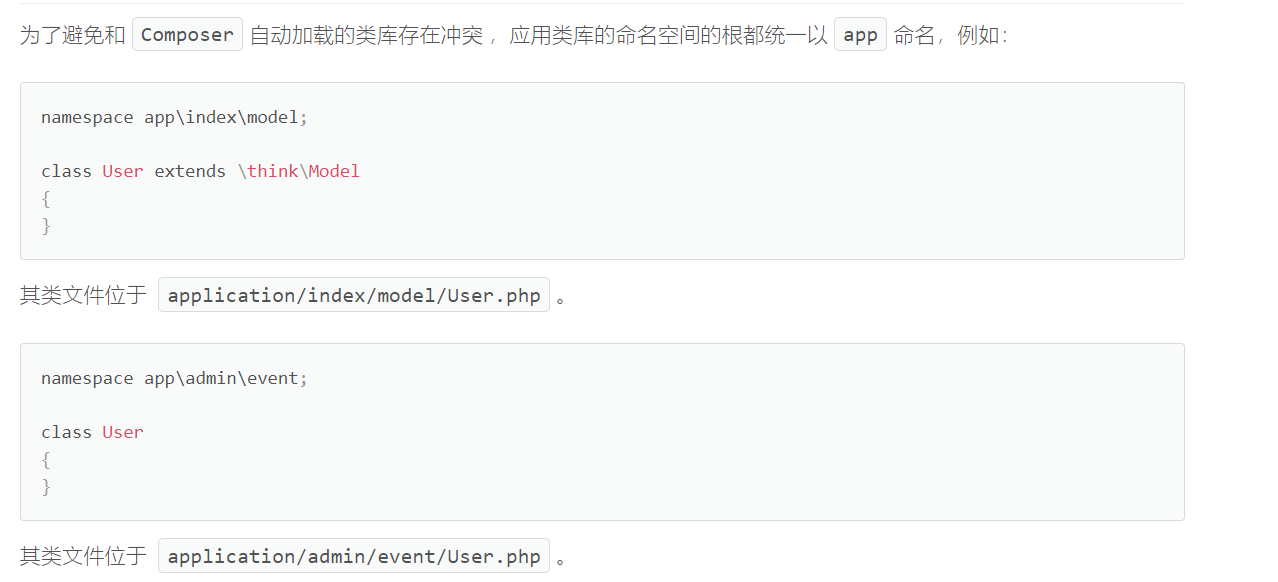 为了避免和 Composer 自动加载的类库存在冲突 ，应用类库的命名空间的根都统一以 app 命名，例如：
namespace app\index\model;
class User extends \think\Model
{
}
其类文件位于 application/index/model/User.php 。
namespace app\admin\event;
class User
{
}
其类文件位于 application/admin/event/User.php 。